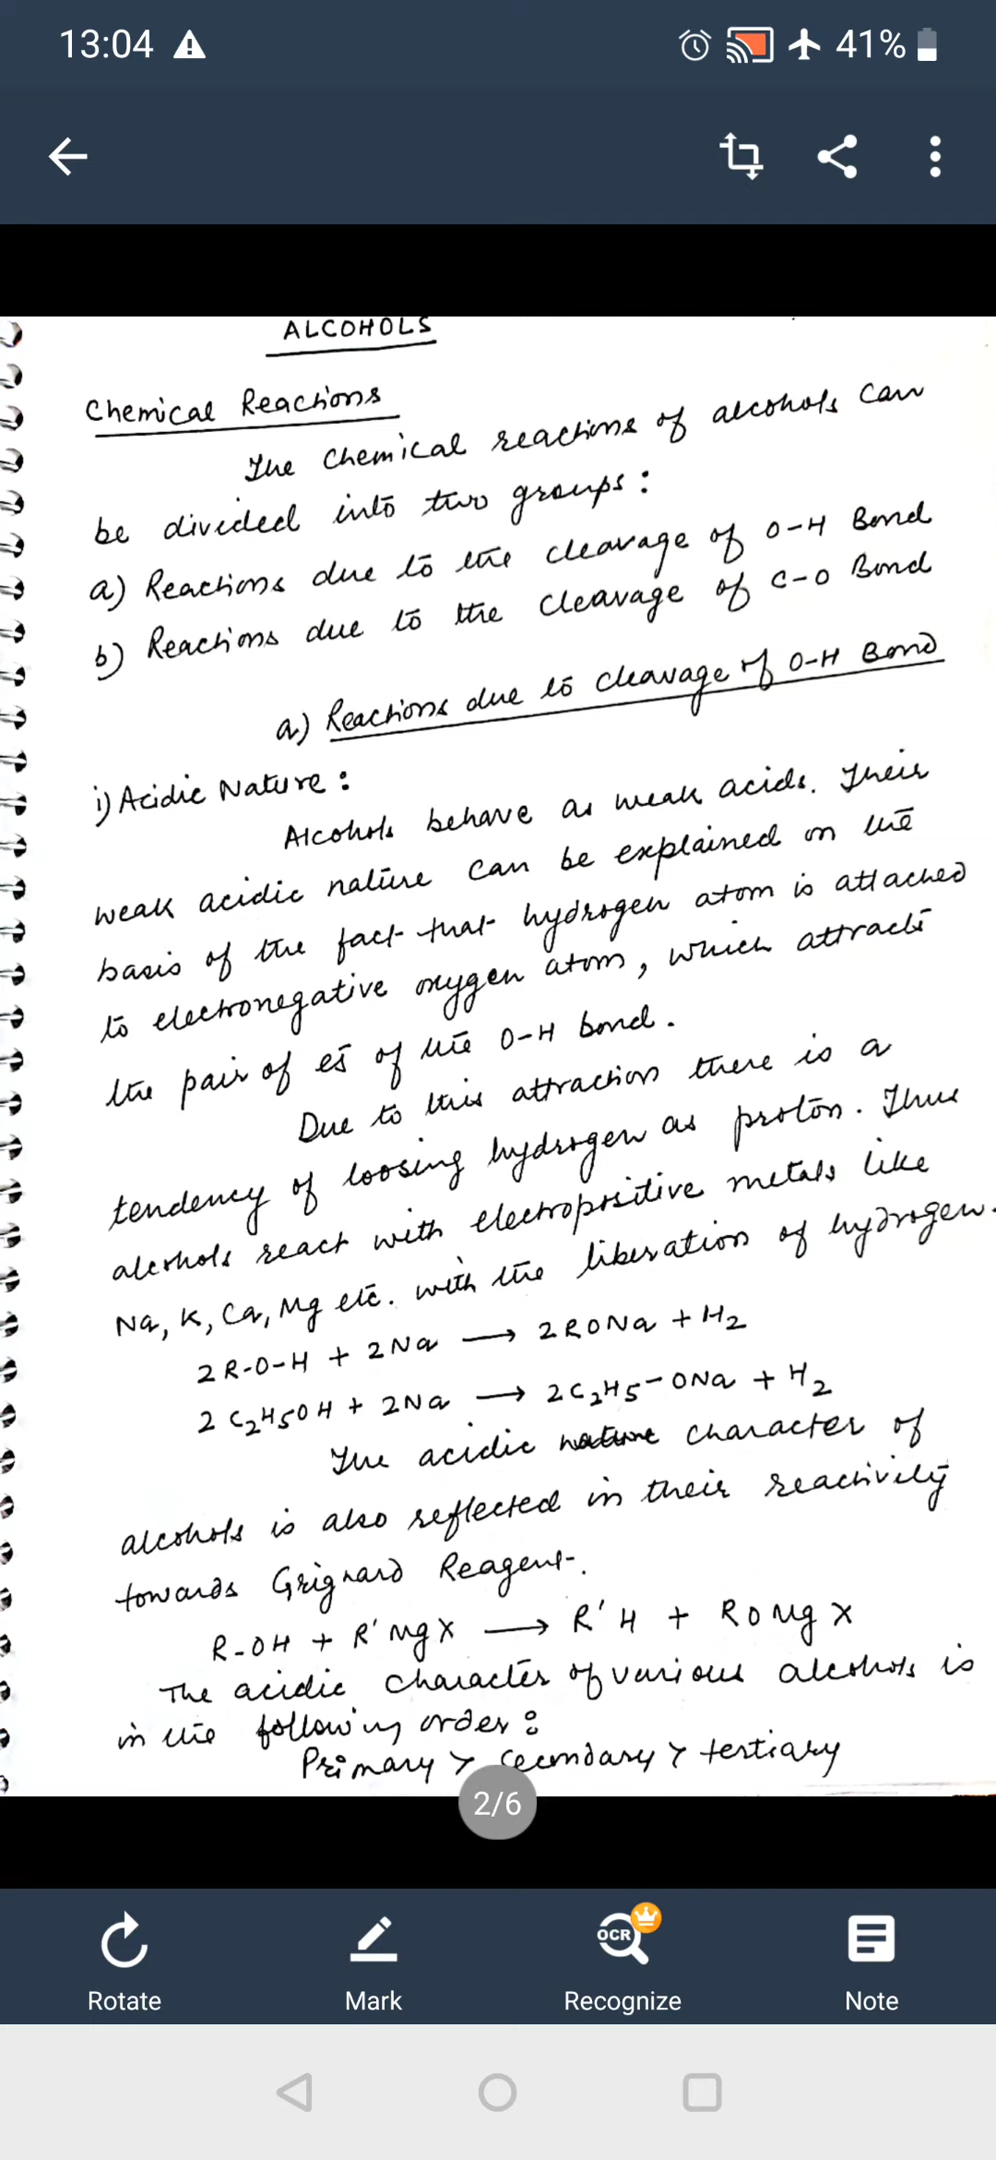 13:04
41%
ALCOHOLS
Chemical Reactions
The Chemical reactions of alcohols can
be divided into two groups:
a) Reactions due to the cleavage of O-H Bond
b) Reactions due to the cleavage of C-O Bond
a) Reactions due to cleavage of O-H Bond
i) Acidic Nature:
Alcohols behave as weak acids. Their
weak acidic nature can be explained on the
basis of the fact that hydrogen atom is attached
to electronegative oxygen atom, which attracts
the pair of es̄ of the O-H bond.
Due to this attraction there is a
tendency of loosing hydrogen as proton. Thus
alcohols react with electropositive metals like
Na, K, Ca, Mg etc. with the liberation of hydrogen.
2R-O-H + 2Na → 2RONa + H2
2C2H5OH + 2Na → 2C2H5-ONa + H2
The acidic nature character of
alcohols is also reflected in their reactivity
towards Grignard Reagent.
R-OH + R'MgX → R'H + ROMgX
The acidic character of various alcohols is
in the following order:
Primary > secondary > tertiary
2/6
OCR
Rotate
Mark
Recognize
Note